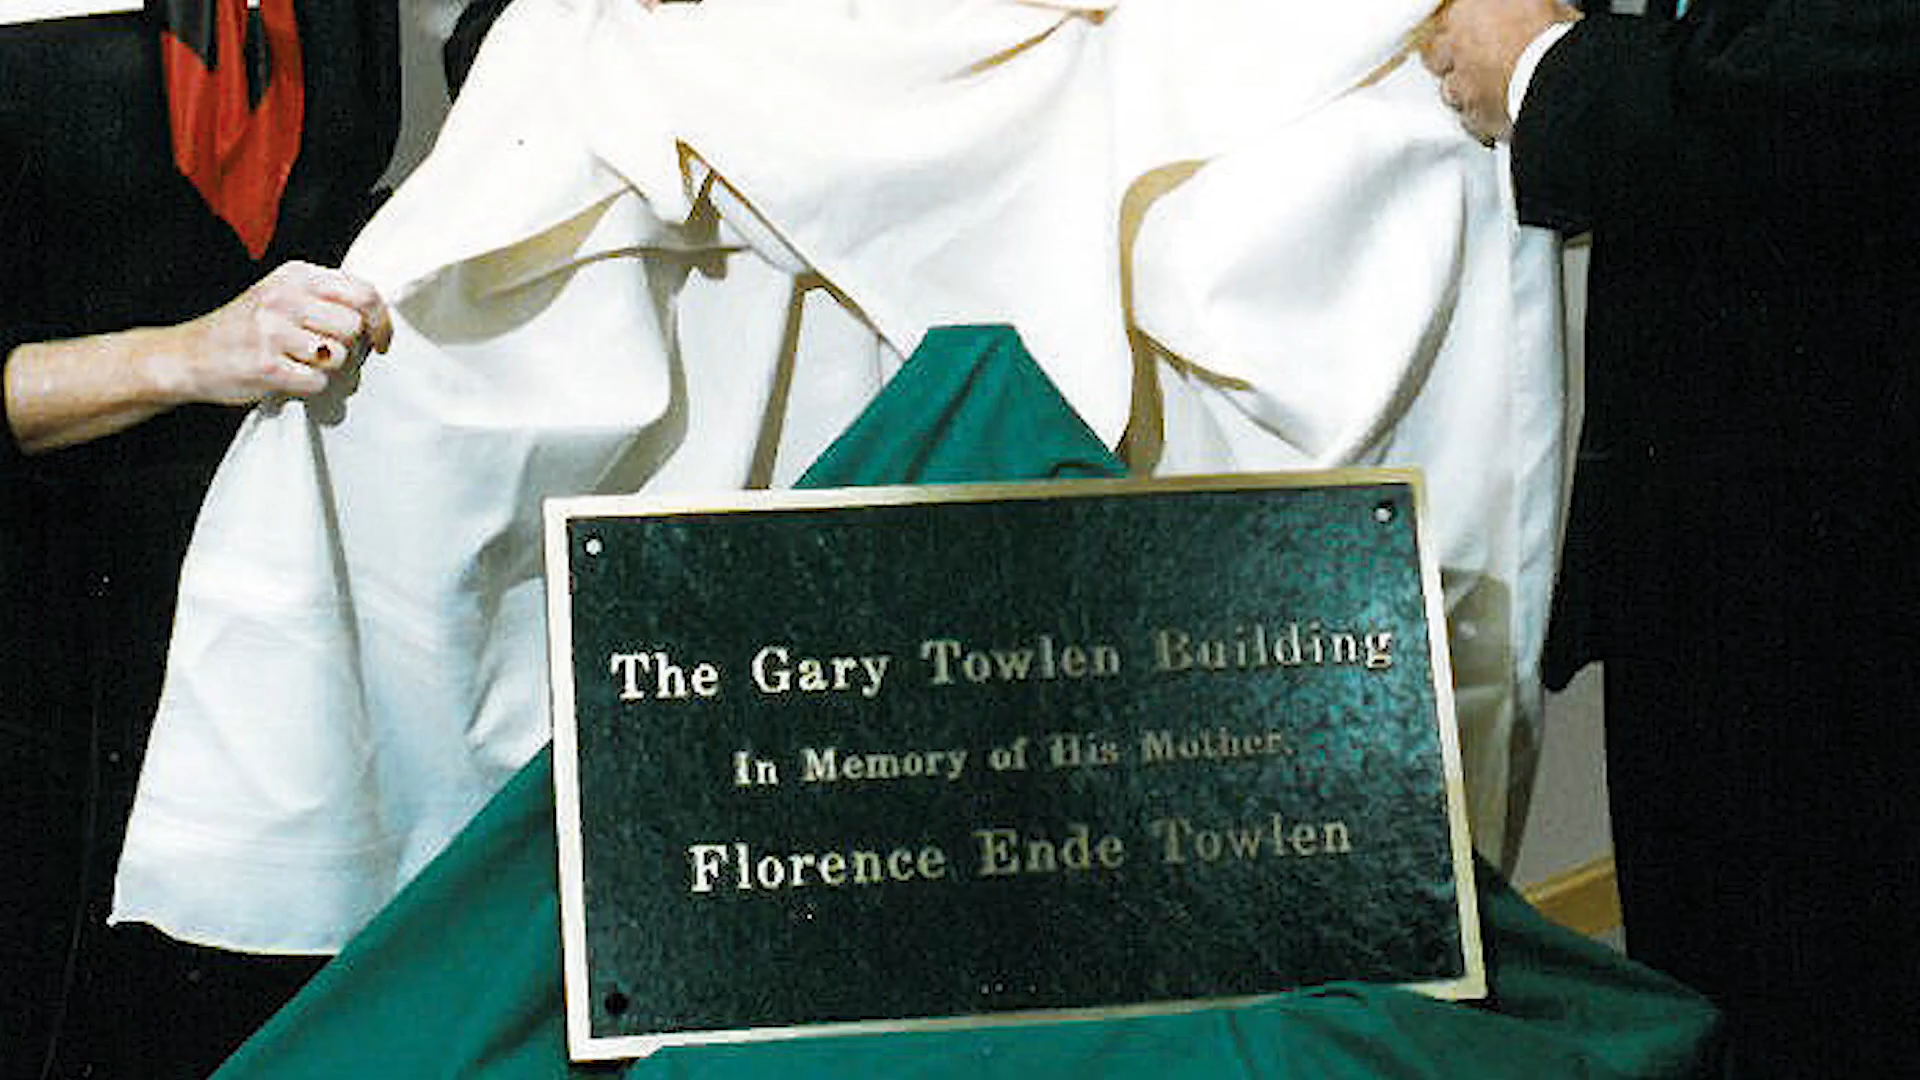 The Gary Towlen Building
In Memory of His Mother,
Florence Ende Towlen